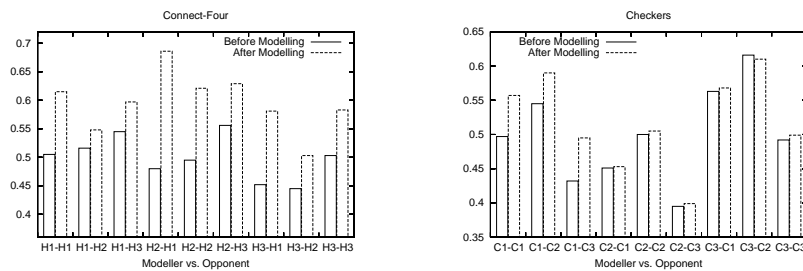 Connect-Four
Before Modelling
After Modelling
0.7
0.65
0.6
0.55
0.5
0.45
0.4
H1-H1 H1-H2 H1-H3 H2-H1 H2-H2 H2-H3 H3-H1 H3-H2 H3-H3
Modeller vs. Opponent
Checkers
0.65
Before Modelling
After Modelling
0.6
0.55
0.5
0.45
0.4
0.35
C1-C1 C1-C2 C1-C3 C2-C1 C2-C2 C2-C3 C3-C1 C3-C2 C3-C3
Modeller vs. Opponent